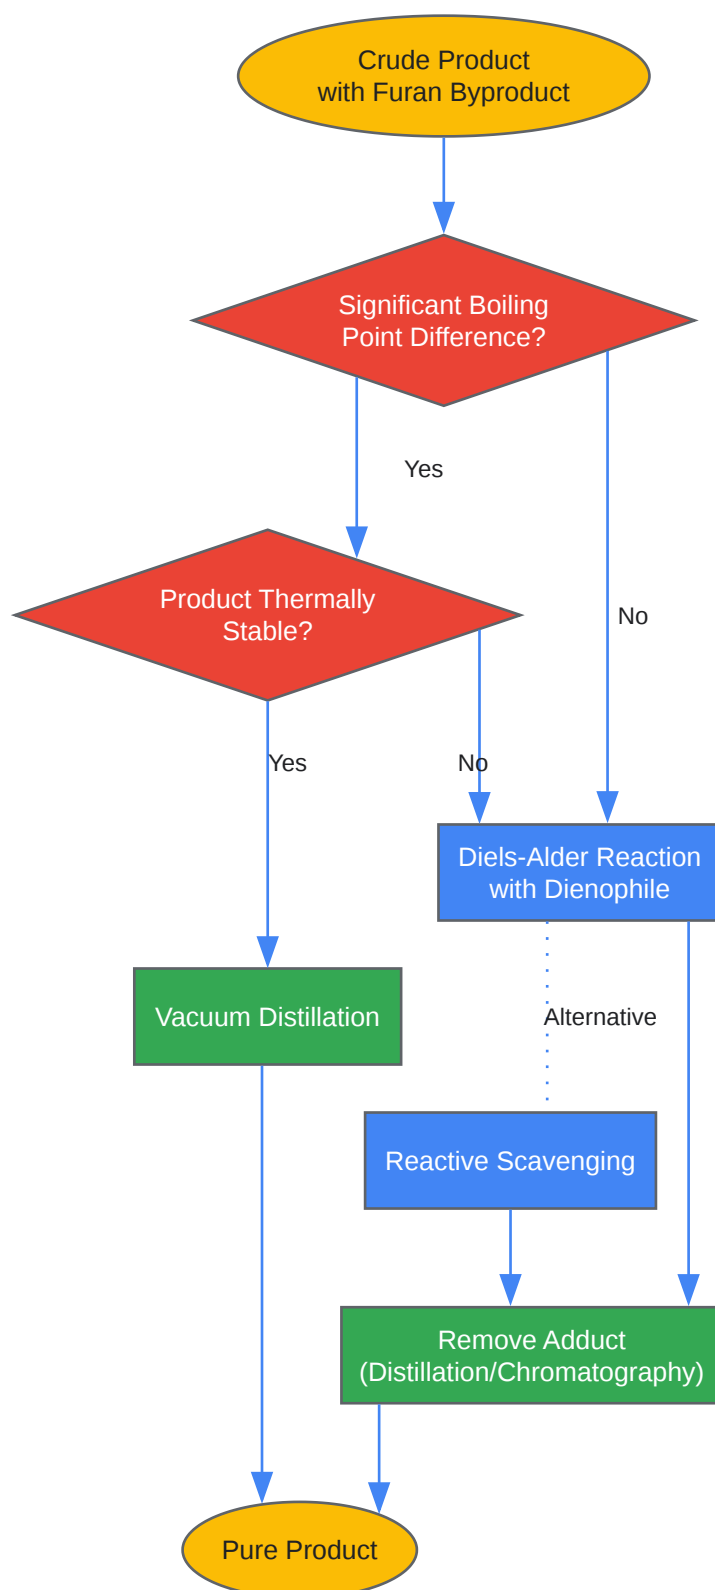 Crude Product
with Furan Byproduct
Significant Boiling
Point Difference?
Yes
Product Thermally
Stable?
No
Yes
No
Diels-Alder Reaction
with Dienophile
Vacuum Distillation
Alternative
Reactive Scavenging
Remove Adduct
(Distillation/Chromatography)
Pure Product